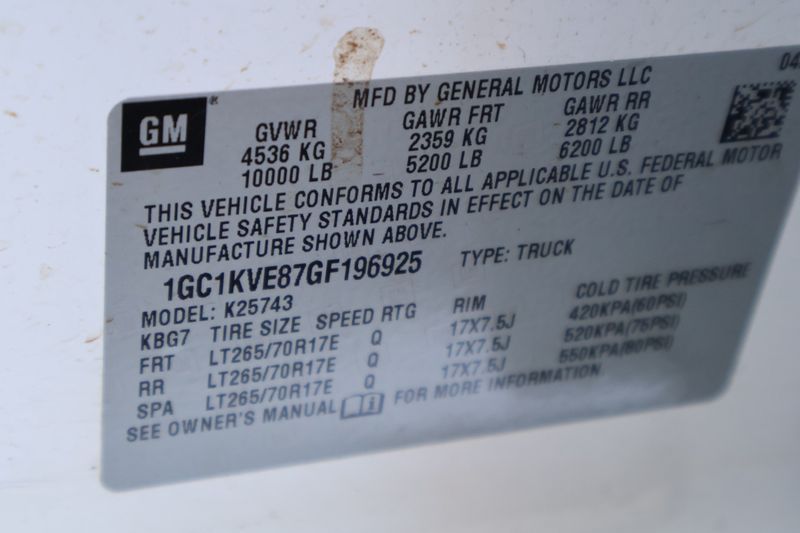 GM
MFD BY GENERAL MOTORS LLC
GVWR GAWR FRT GAWR RR
4536 KG 2359 KG 2812 KG
10000 LB 5200 LB 6200 LB
THIS VEHICLE CONFORMS TO ALL APPLICABLE U.S. FEDERAL MOTOR
VEHICLE SAFETY STANDARDS IN EFFECT ON THE DATE OF
MANUFACTURE SHOWN ABOVE.
1GC1KVE87GF196925 TYPE: TRUCK
MODEL: K25743
KBG7 TIRE SIZE SPEED RTG RIM COLD TIRE PRESSURE
FRT LT265/70R17E Q 17X7.5J 420KPA(60PSI)
RR LT265/70R17E Q 17X7.5J 520KPA(75PSI)
SPA LT265/70R17E Q 17X7.5J 550KPA(80PSI)
SEE OWNER'S MANUAL FOR MORE INFORMATION